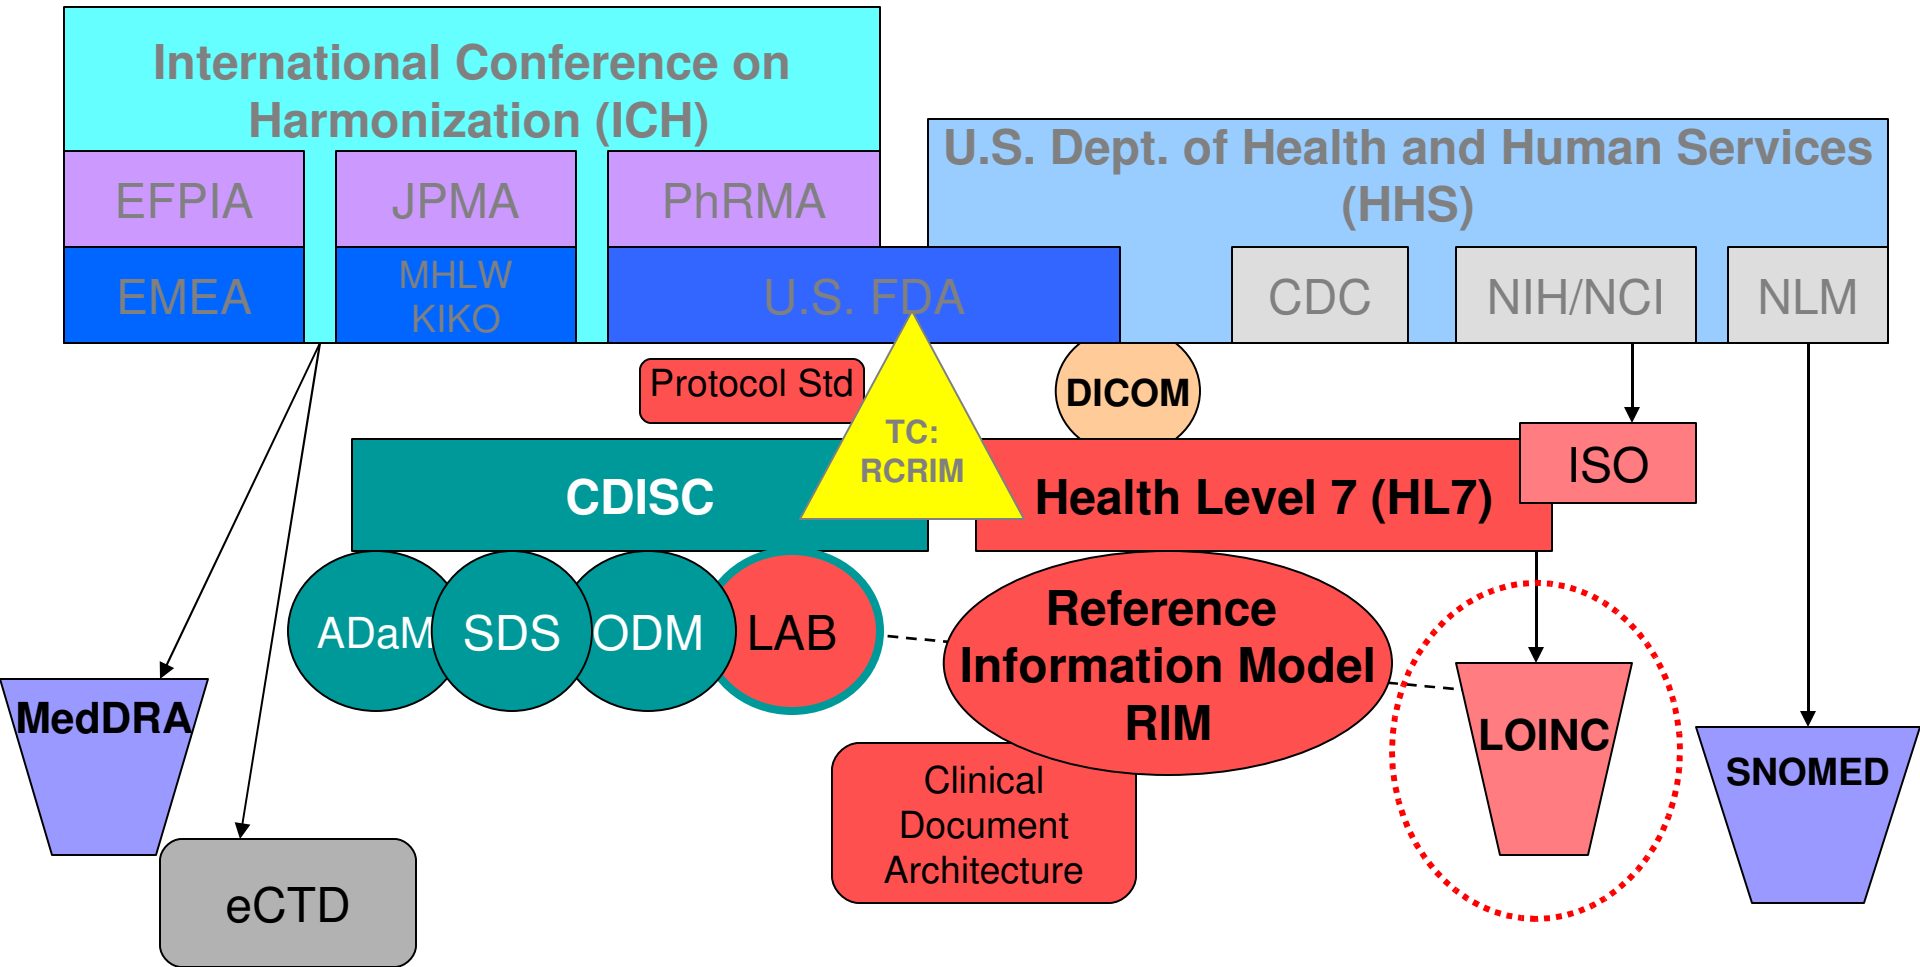 International Conference on
Harmonization (ICH)
U.S. Dept. of Health and Human Services
(HHS)
EFPIA
JPMA
PhRMA
EMEA
MHLW
KIKO
U.S. FDA
CDC
NIH/NCI
NLM
Protocol Std
DICOM
TC:
RCRIM
CDISC
Health Level 7 (HL7)
ISO
ADaM
SDS
ODM
LAB
Reference
Information Model
RIM
MedDRA
LOINC
SNOMED
Clinical
Document
Architecture
eCTD